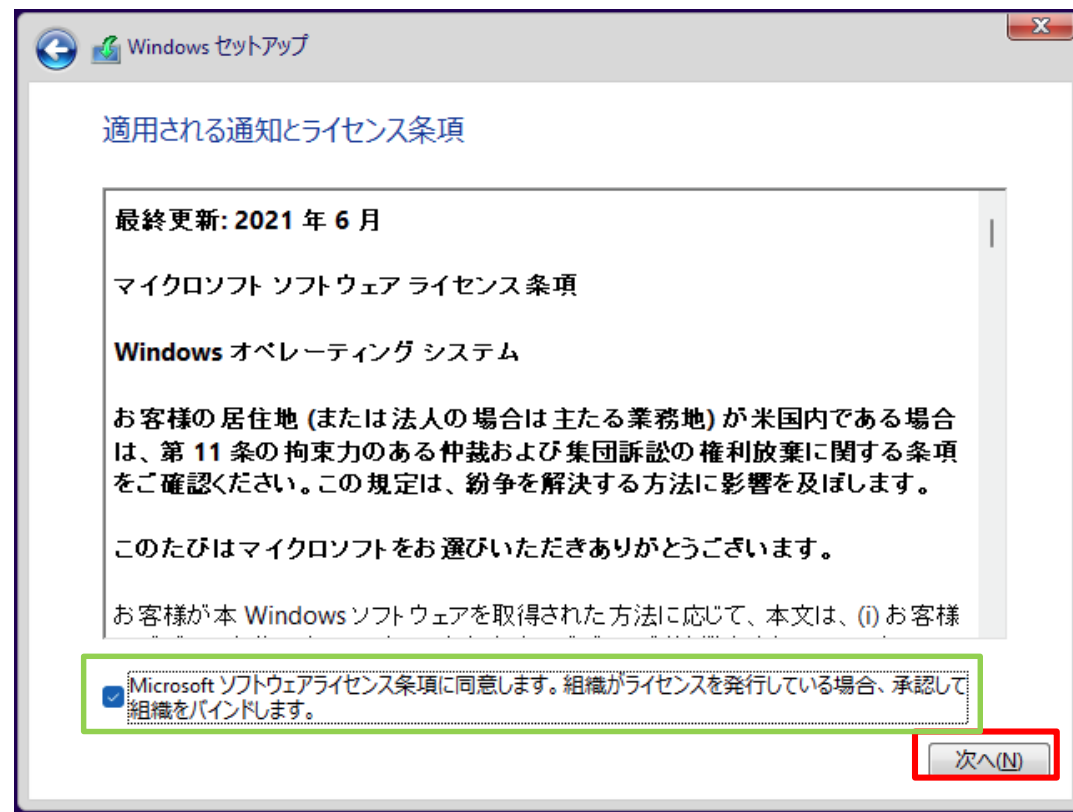 Windows セットアップ
適用される通知とライセンス条項
最終更新: 2021 年 6 月
マイクロソフト ソフトウェア ライセンス条項
Windows オペレーティング システム
お客様の居住地 (または法人の場合は主たる業務地) が米国内である場合
は、第 11 条の拘束力のある仲裁および集団訴訟の権利放棄に関する条項
をご確認ください。この規定は、紛争を解決する方法に影響を及ぼします。
このたびはマイクロソフトをお選びいただきありがとうございます。
お客様が本 Windows ソフトウェアを取得された方法に応じて、本文は、(i) お客様
Microsoft ソフトウェアライセンス条項に同意します。組織がライセンスを発行している場合、承認して
組織をバインドします。
次へ(N)